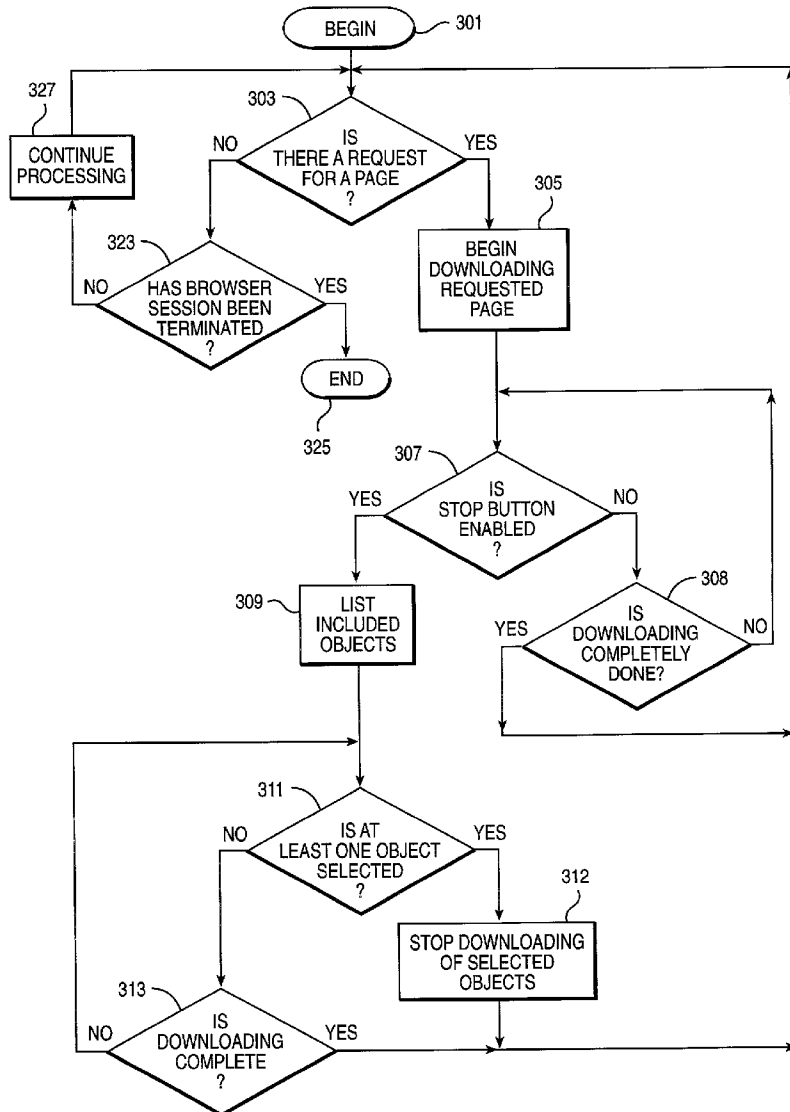 BEGIN
301
327
303
CONTINUE
PROCESSING
NO
IS
THERE A REQUEST
FOR A PAGE
?
YES
305
323
BEGIN
DOWNLOADING
REQUESTED
PAGE
NO
HAS BROWSER
SESSION BEEN
TERMINATED
?
YES
END
325
307
YES
IS
STOP BUTTON
ENABLED
?
NO
308
309
LIST
INCLUDED
OBJECTS
YES
IS
DOWNLOADING
COMPLETELY
DONE?
NO
311
NO
IS AT
LEAST ONE OBJECT
SELECTED
?
YES
312
STOP DOWNLOADING
OF SELECTED
OBJECTS
313
NO
IS
DOWNLOADING
COMPLETE
?
YES